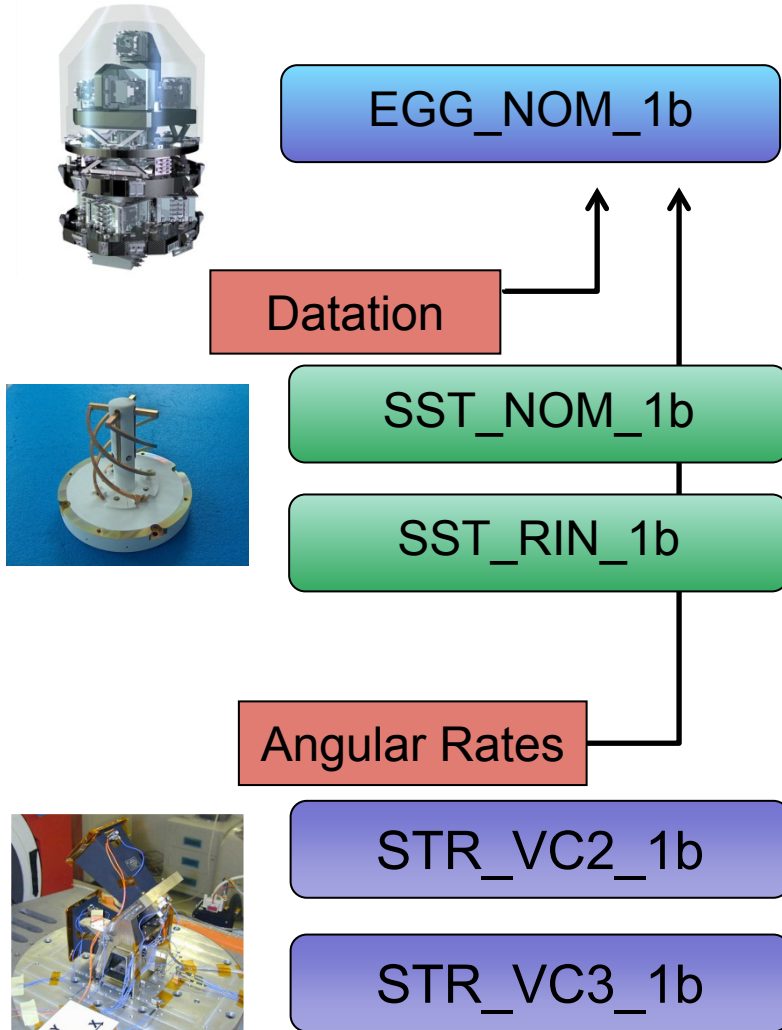 EGG_NOM_1b
Datation
SST_NOM_1b
SST_RIN_1b
Angular Rates
STR_VC2_1b
STR_VC3_1b